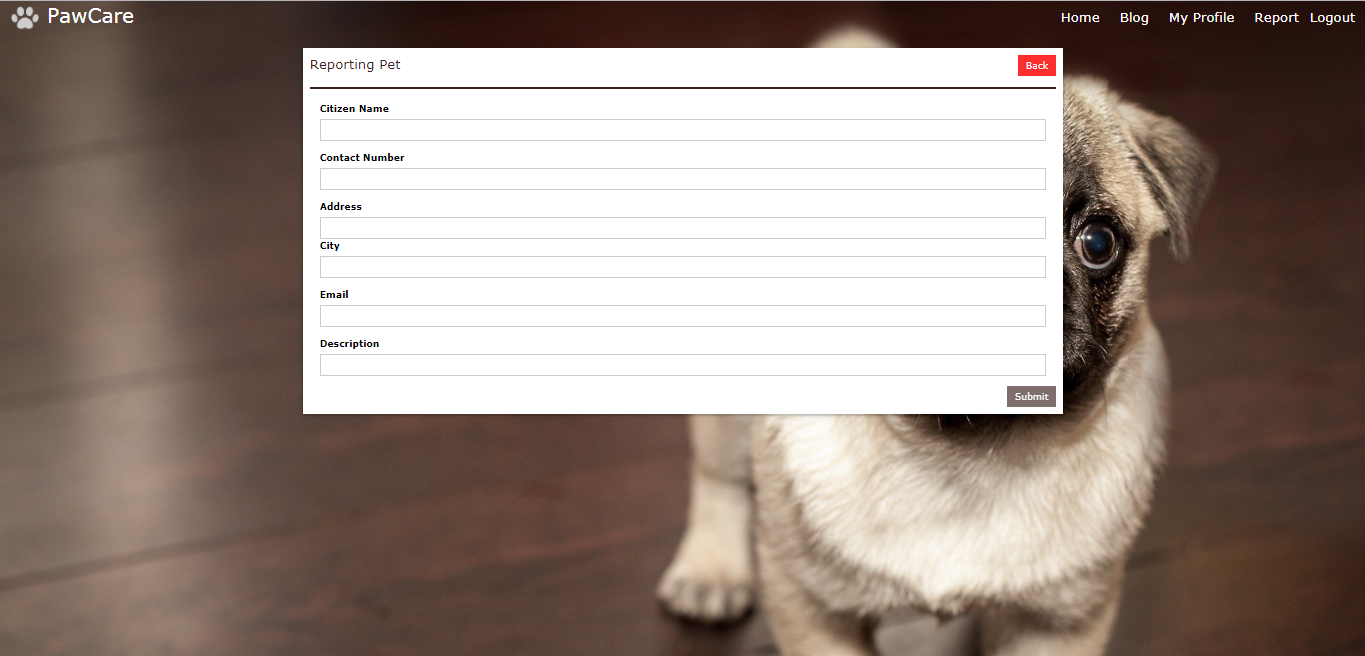 PawCare
Home Blog My Profile Report Logout
Reporting Pet
Back
Citizen Name
Contact Number
Address
City
Email
Description
Submit